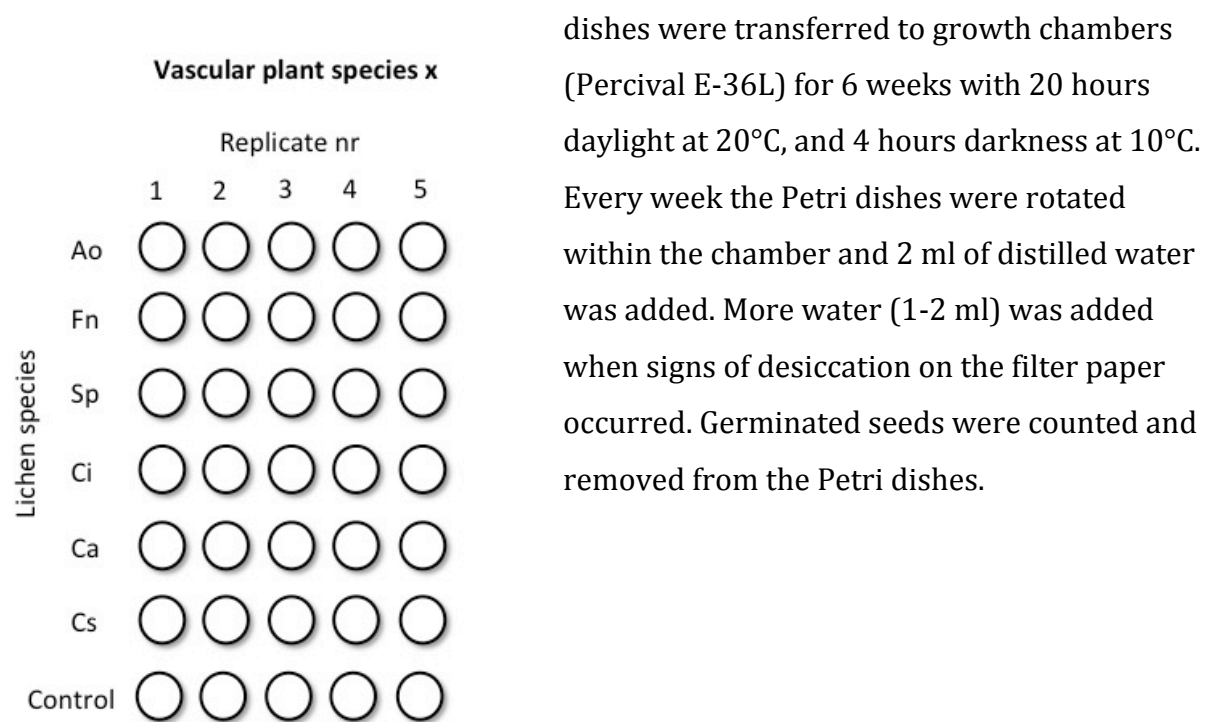 Vascular plant species x
Replicate nr
1 2 3 4 5
Lichen species
Ao
Fn
Sp
Ci
Ca
Cs
Control
dishes were transferred to growth chambers
(Percival E-36L) for 6 weeks with 20 hours
daylight at 20°C, and 4 hours darkness at 10°C.
Every week the Petri dishes were rotated
within the chamber and 2 ml of distilled water
was added. More water (1-2 ml) was added
when signs of desiccation on the filter paper
occurred. Germinated seeds were counted and
removed from the Petri dishes.